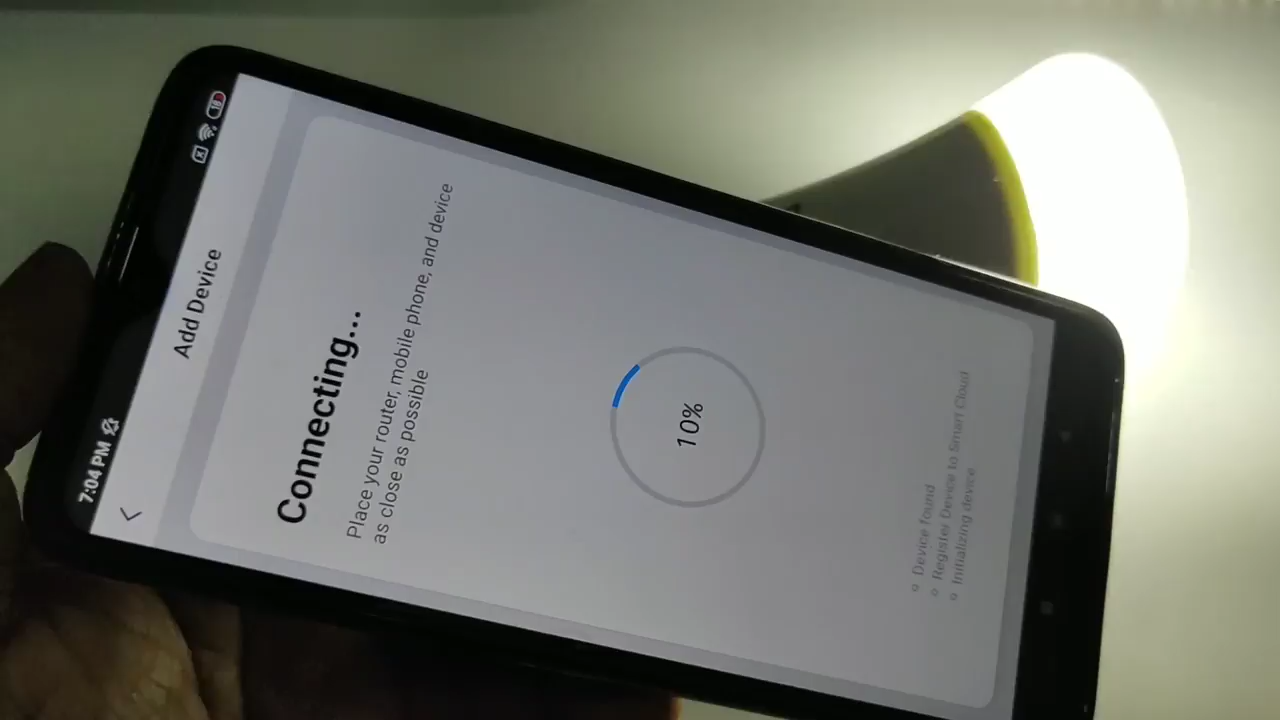 7:04 PM
18
Add Device
Connecting...
Place your router, mobile phone, and device
as close as possible
10%
Device found
Register Device to Smart Cloud
Initializing device